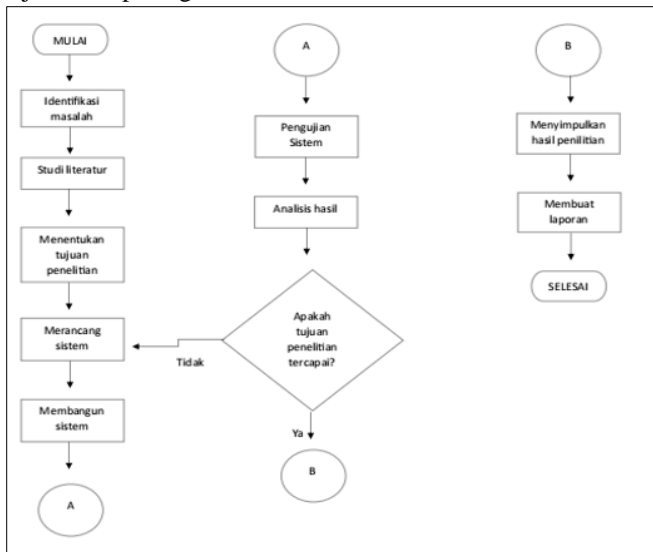 MULAI
Identifikasi
masalah
Studi literatur
Menentukan
tujuan
penelitian
Merancang
sistem
Membangun
sistem
A
A
Pengujian
Sistem
Analisis hasil
Apakah
tujuan
penelitian
tercapai?
Tidak
Ya
B
B
Menyimpulkan
hasil penilitian
Membuat
laporan
SELESAI